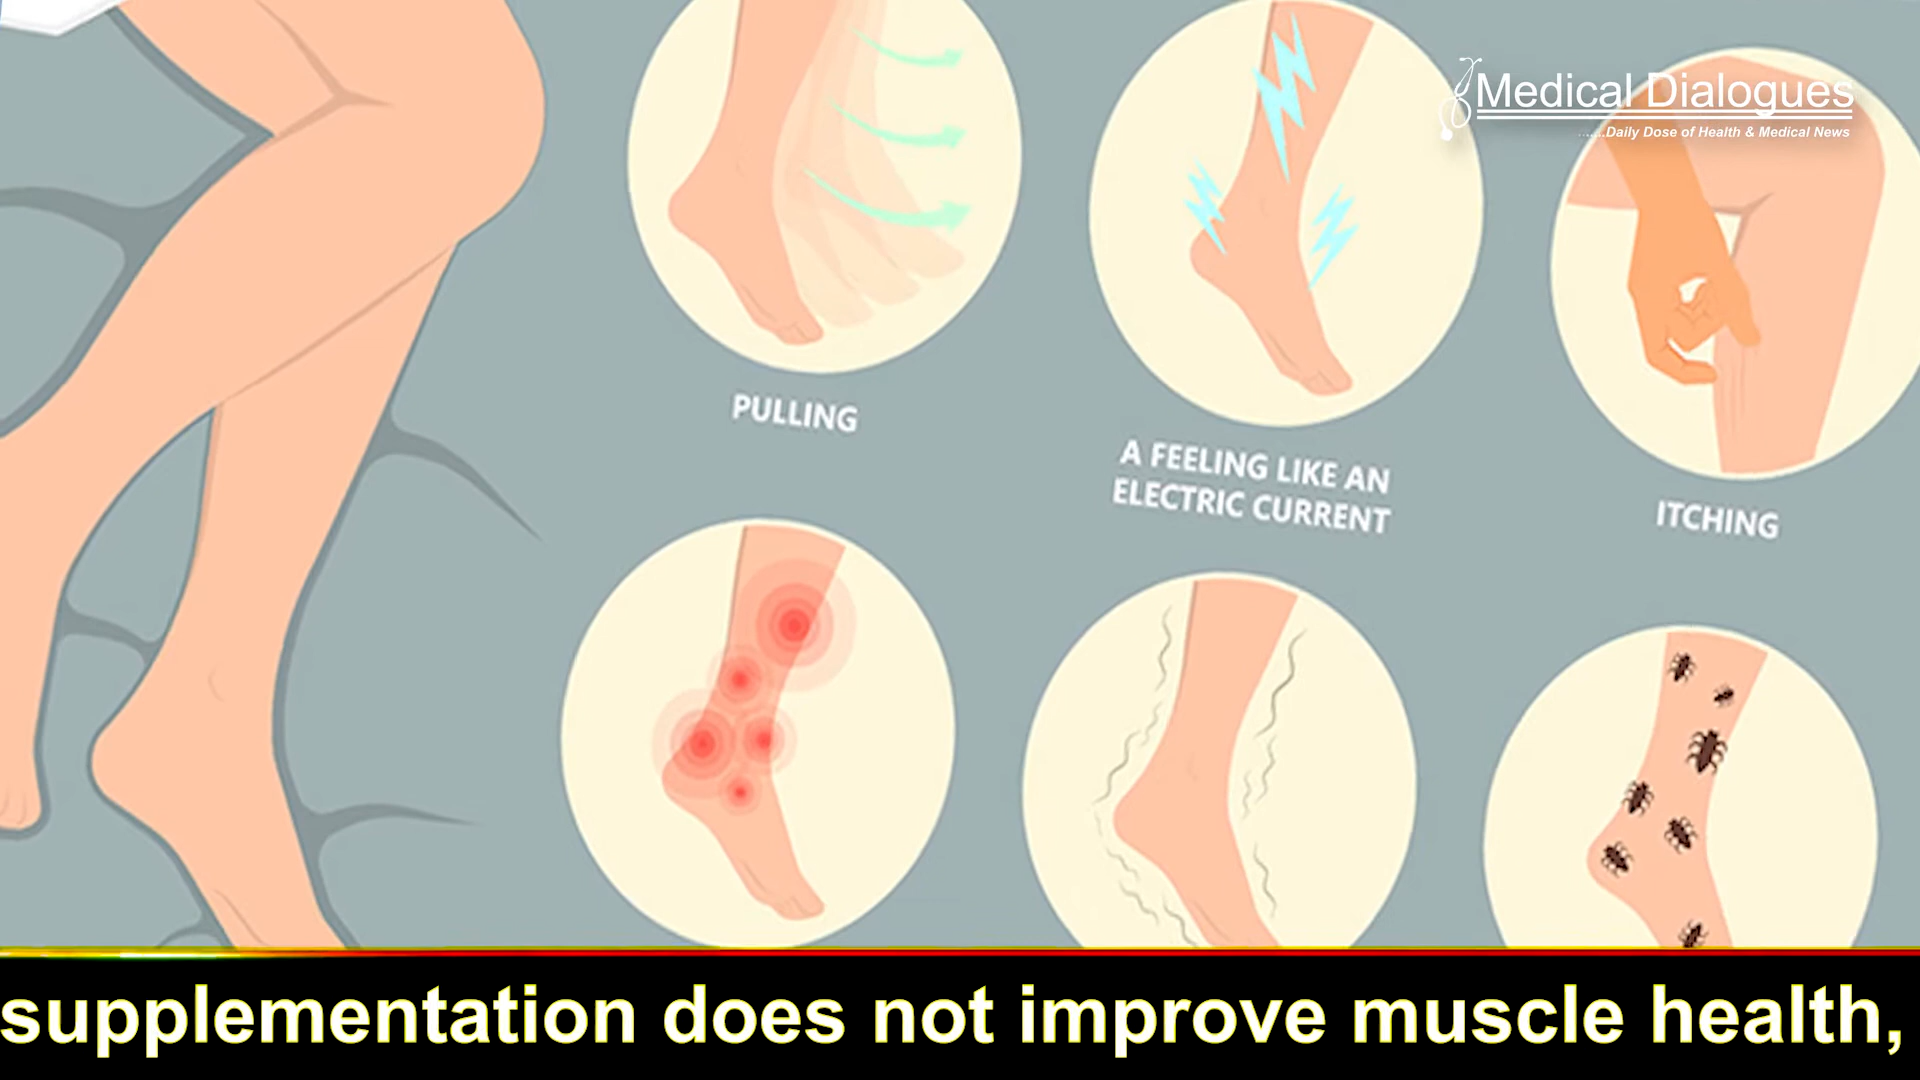 Medical Dialogues
.......Daily Dose of Health & Medical News
PULLING
A FEELING LIKE AN
ELECTRIC CURRENT
ITCHING
supplementation does not improve muscle health,